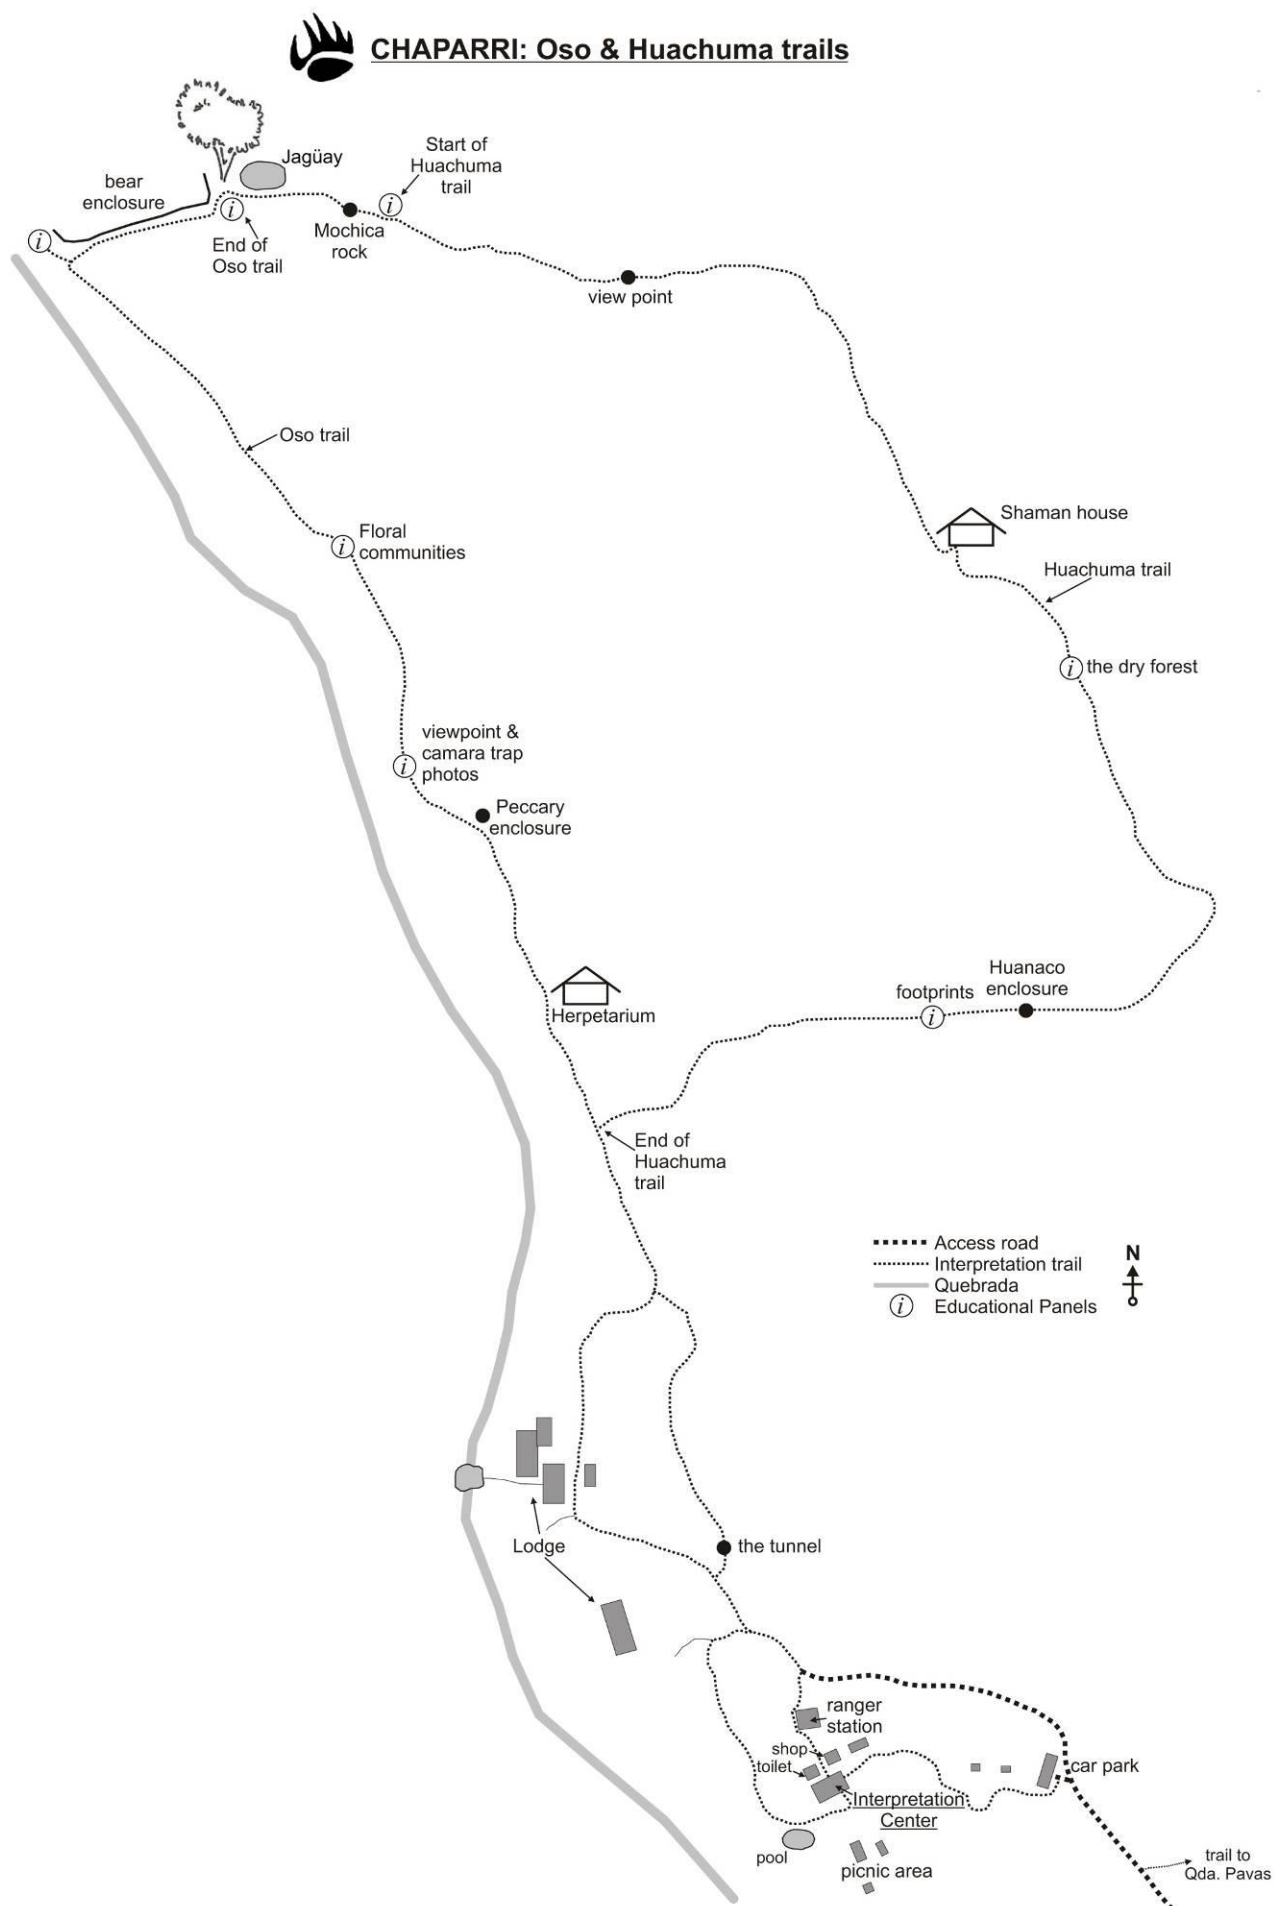 CHAPARRI: Oso & Huachuma trails
Jagüay
Start of
Huachuma
trail
bear
enclosure
i
i
i
End of
Oso trail
Mochica
rock
view point
Oso trail
Shaman house
i
Floral
communities
Huachuma trail
i
the dry forest
i
viewpoint &
camara trap
photos
Peccary
enclosure
Huanaco
enclosure
footprints
i
Herpetarium
End of
Huachuma
trail
Access road
Interpretation trail
Quebrada
i
Educational Panels
N
Lodge
the tunnel
ranger
station
shop
toilet
car park
Interpretation
Center
pool
picnic area
trail to
Qda. Pavas